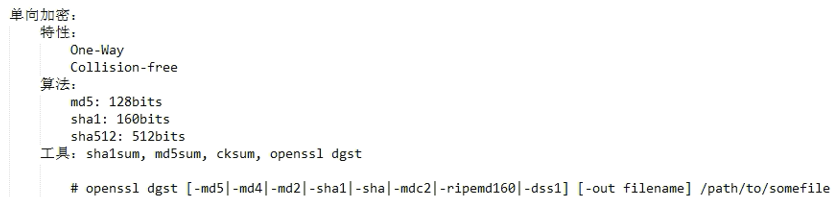 单向加密:
特性:
One-Way
Collision-free
算法:
md5: 128bits
sha1: 160bits
sha512: 512bits
工具: sha1sum, md5sum, cksum, openssl dgst
# openssl dgst [-md5|-md4|-md2|-sha1|-sha|-mdc2|-ripemd160|-dss1] [-out filename] /path/to/somefile